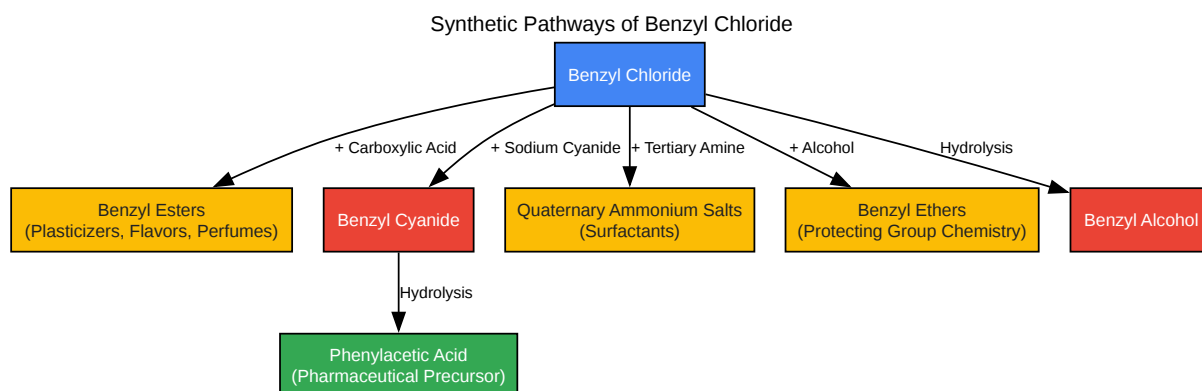 Synthetic Pathways of Benzyl Chloride
Benzyl Chloride
+ Carboxylic Acid
+ Sodium Cyanide
+ Tertiary Amine
+ Alcohol
Hydrolysis
Benzyl Esters
(Plasticizers, Flavors, Perfumes)
Benzyl Cyanide
Quaternary Ammonium Salts
(Surfactants)
Benzyl Ethers
(Protecting Group Chemistry)
Benzyl Alcohol
Hydrolysis
Phenylacetic Acid
(Pharmaceutical Precursor)